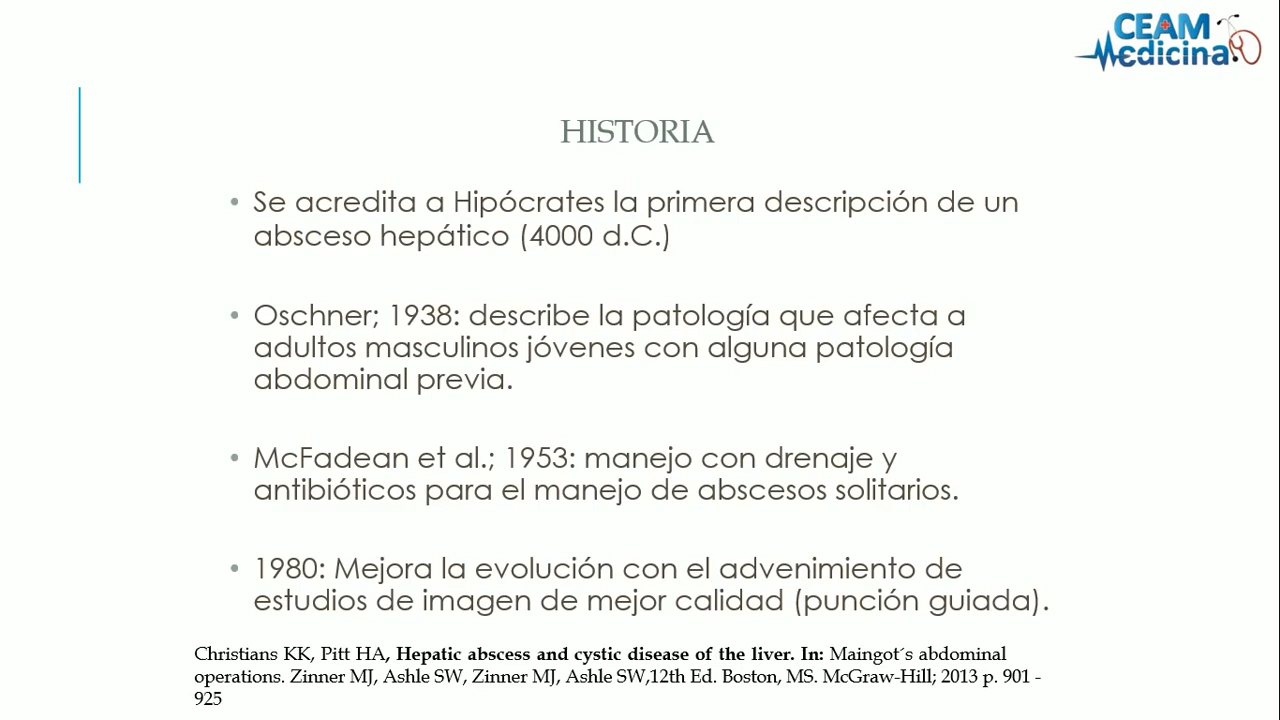 CEAM
Medicina
HISTORIA
• Se acredita a Hipócrates la primera descripción de un
absceso hepático (4000 d.C.)
• Oschner; 1938: describe la patología que afecta a
adultos masculinos jóvenes con alguna patología
abdominal previa.
• McFadean et al.; 1953: manejo con drenaje y
antibióticos para el manejo de abscesos solitarios.
• 1980: Mejora la evolución con el advenimiento de
estudios de imagen de mejor calidad (punción guiada).
Christians KK, Pitt HA, Hepatic abscess and cystic disease of the liver. In: Maingot´s abdominal
operations. Zinner MJ, Ashle SW, Zinner MJ, Ashle SW,12th Ed. Boston, MS. McGraw-Hill; 2013 p. 901 -
925